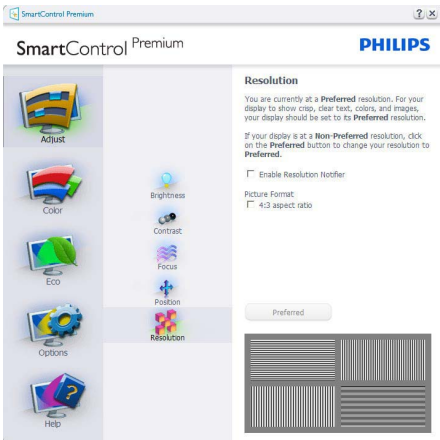 SmartControl Premium
SmartControl Premium
PHILIPS
Adjust
Color
Eco
Options
Help
Brightness
Contrast
Focus
Position
Resolution
Resolution
You are currently at a Preferred resolution. For your
display to show crisp, clear text, colors, and images,
your display should be set to its Preferred resolution.
If your display is at a Non-Preferred resolution, click
on the Preferred button to change your resolution to
Preferred.
Enable Resolution Notifier
Picture Format
4:3 aspect ratio
Preferred